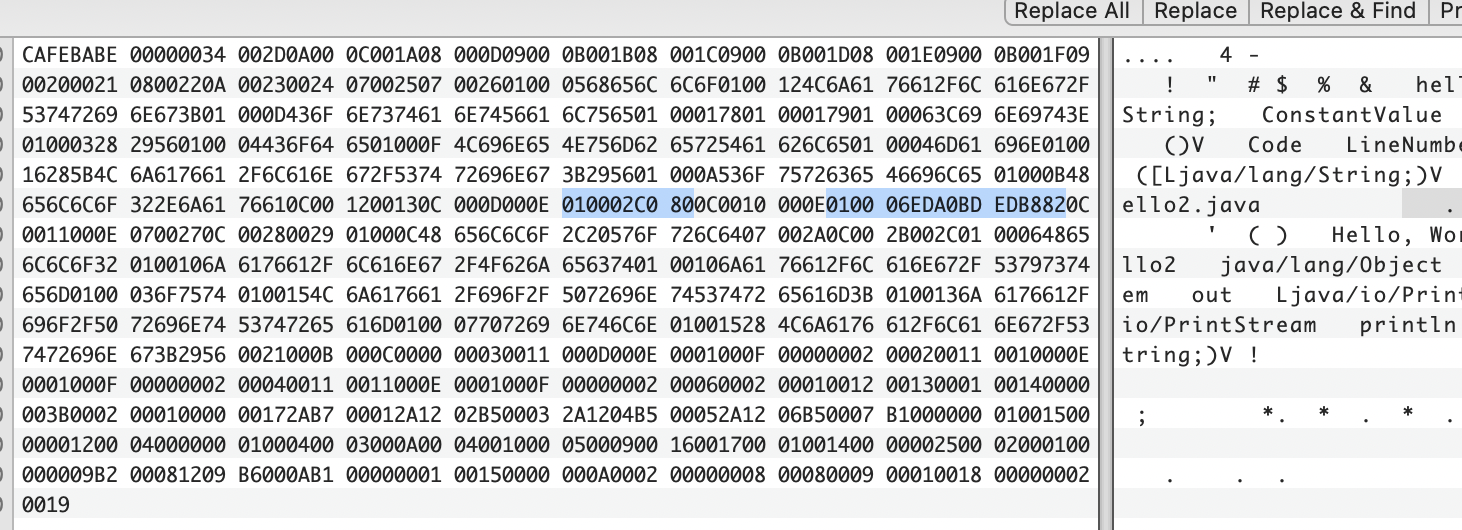 Replace All Replace Replace & Find Pr
CAFEBABE 00000034 002D0A00 0C001A08 000D0900 0B001B08 001C0900 0B001D08 001E0900 0B001F09 .... 4 -
00200021 0800220A 00230024 07002507 00260100 0568656C 6C6F0100 124C6A61 76612F6C 616E672F ! " # $ % & hel
53747269 6E673B01 000D436F 6E737461 6E745661 6C756501 00017801 00017901 00063C69 6E69743E String; ConstantValue
01000328 29560100 04436F64 6501000F 4C696E65 4E756D62 65725461 626C6501 00046D61 696E0100 ()V Code LineNumbe
16285B4C 6A617661 2F6C616E 672F5374 72696E67 3B295601 000A536F 75726365 46696C65 01000B48 ([Ljava/lang/String;)V
656C6C6F 322E6A61 76610C00 1200130C 000D000E 010002C0 800C0010 000E0100 06EDA0BD EDB8820C ello2.java .
0011000E 0700270C 00280029 01000C48 656C6C6F 2C20576F 726C6407 002A0C00 2B002C01 00064865 ' ( ) Hello, Wor
6C6C6F32 0100106A 6176612F 6C616E67 2F4F626A 65637401 00106A61 76612F6C 616E672F 53797374 llo2 java/lang/Object
656D0100 036F7574 0100154C 6A617661 2F696F2F 5072696E 74537472 65616D3B 0100136A 6176612F em out Ljava/io/Print
696F2F50 72696E74 53747265 616D0100 07707269 6E746C6E 01001528 4C6A6176 612F6C61 6E672F53 io/PrintStream println
7472696E 673B2956 0021000B 000C0000 00030011 000D000E 0001000F 00000002 00020011 0010000E tring;)V !
0001000F 00000002 00040011 0011000E 0001000F 00000002 00060002 00010012 00130001 00140000
003B0002 00010000 00172AB7 00012A12 02B50003 2A1204B5 00052A12 06B50007 B1000000 01001500 ; *. * . * .
00001200 04000000 01000400 03000A00 04001000 05000900 16001700 01001400 00002500 02000100
000009B2 00081209 B6000AB1 00000001 00150000 000A0002 00000008 00080009 00010018 00000002 . . .
0019